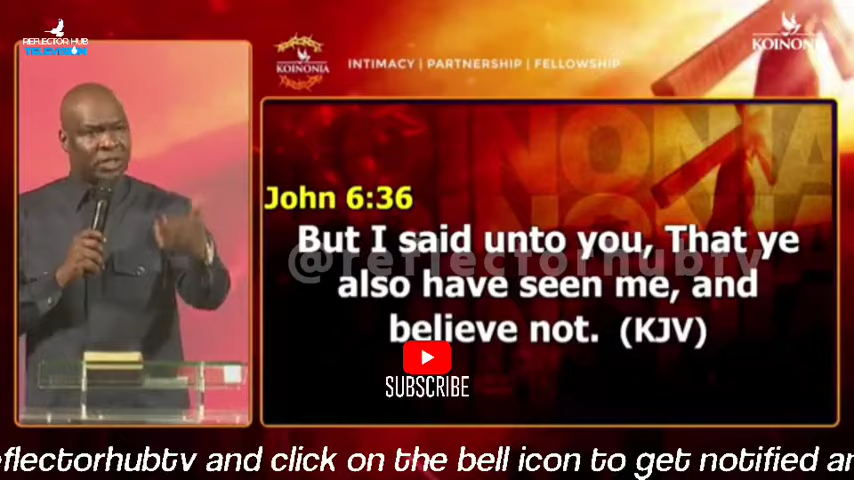 REFLECTOR HUB
TELEVISION
KOINONIA
INTIMACY | PARTNERSHIP | FELLOWSHIP
KOINONIA
John 6:36
But I said unto you, That ye
@reflectorhubtv
also have seen me, and
believe not. (KJV)
SUBSCRIBE
eflectorhubtv and click on the bell icon to get notified an